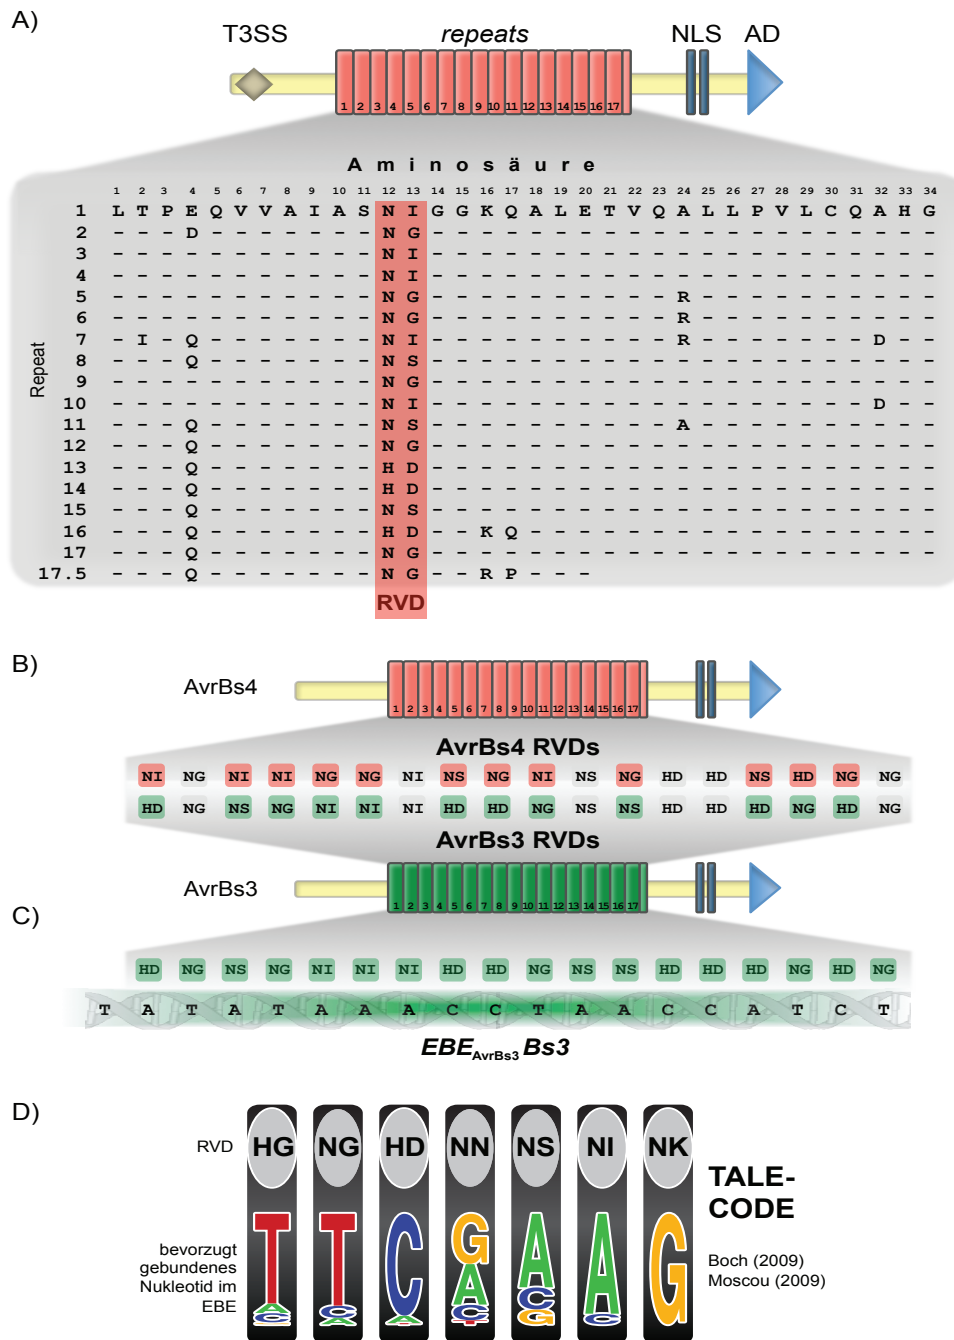 A)
T3SS repeats NLS AD
1 2 3 4 5 6 7 8 9 10 11 12 13 14 15 16 17
Aminosäure
1 2 3 4 5 6 7 8 9 10 11 12 13 14 15 16 17 18 19 20 21 22 23 24 25 26 27 28 29 30 31 32 33 34
1 L T P E Q V V A I A S N I G G K Q A L E T V Q A L L P V L C Q A H G
2 - - - D - - - - - - - N G - - - - - - - - - - - - - - - - - - - - -
3 - - - - - - - - - - - N I - - - - - - - - - - - - - - - - - - - - -
4 - - - - - - - - - - - N I - - - - - - - - - - - - - - - - - - - - -
5 - - - - - - - - - - - N G - - - - - - - - - - R - - - - - - - - - -
6 - - - - - - - - - - - N G - - - - - - - - - - R - - - - - - - - - -
7 - I - Q - - - - - - - N I - - - - - - - - - - R - - - - - - - D - -
8 - - - Q - - - - - - - N S - - - - - - - - - - - - - - - - - - - - -
9 - - - - - - - - - - - N G - - - - - - - - - - - - - - - - - - - - -
10 - - - - - - - - - - - N I - - - - - - - - - - - - - - - - - - D - -
11 - - - Q - - - - - - - N S - - - - - - - - - - A - - - - - - - - - -
12 - - - Q - - - - - - - N G - - - - - - - - - - - - - - - - - - - - -
13 - - - Q - - - - - - - H D - - - - - - - - - - - - - - - - - - - - -
14 - - - Q - - - - - - - H D - - - - - - - - - - - - - - - - - - - - -
15 - - - Q - - - - - - - N S - - - - - - - - - - - - - - - - - - - - -
16 - - - Q - - - - - - - H D - - K Q - - - - - - - - - - - - - - - - -
17 - - - Q - - - - - - - N G - - - - - - - - - - - - - - - - - - - - -
17.5 - - - Q - - - - - - - N G - - R P - - -
Repeat
RVD
B)
AvrBs4
1 2 3 4 5 6 7 8 9 10 11 12 13 14 15 16 17
AvrBs4 RVDs
NI NG NI NI NG NG NI NS NG NI NS NG HD HD NS HD NG NG
HD NG NS NG NI NI NI HD HD NG NS NS HD HD HD NG HD NG
AvrBs3 RVDs
AvrBs3
1 2 3 4 5 6 7 8 9 10 11 12 13 14 15 16 17
C)
HD NG NS NG NI NI NI HD HD NG NS NS HD HD HD NG HD NG
T A T A T A A A C C T A A C C A T C T
EBE AvrBs3 Bs3
D)
RVD HG NG HD NN NS NI NK
TALE-
CODE
bevorzugt
gebundenes
Nukleotid im
EBE
T T C G A A G
A C A A C C
C A C G
T
Boch (2009)
Moscou (2009)